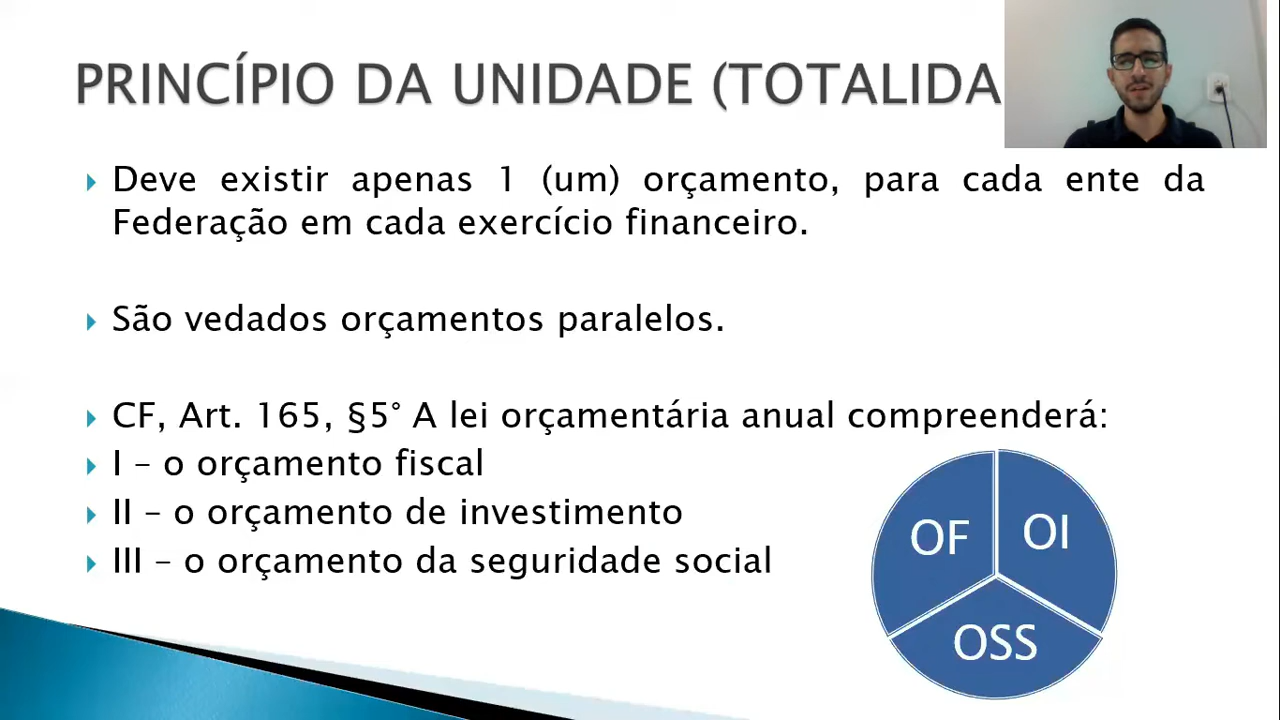 PRINCÍPIO DA UNIDADE (TOTALIDA
Deve existir apenas 1 (um) orçamento, para cada ente da
Federação em cada exercício financeiro.
São vedados orçamentos paralelos.
CF, Art. 165, §5° A lei orçamentária anual compreenderá:
I – o orçamento fiscal
II – o orçamento de investimento
III – o orçamento da seguridade social
OF
OI
OSS